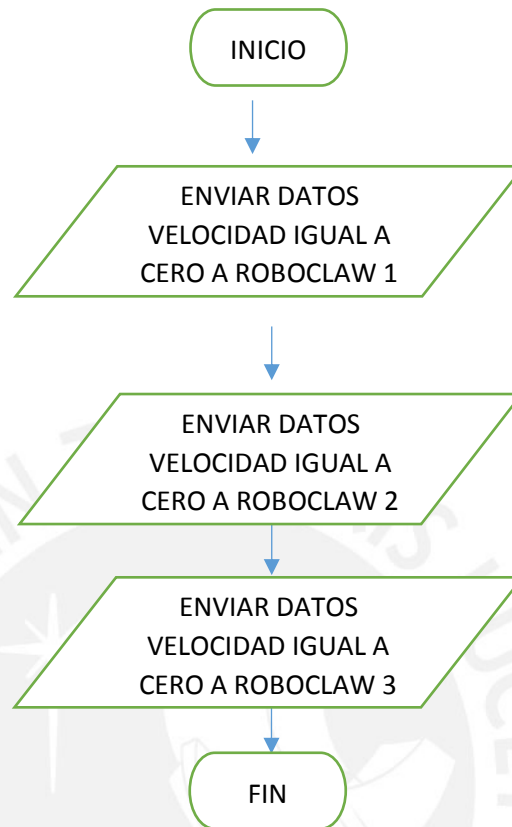 INICIO
ENVIAR DATOS
VELOCIDAD IGUAL A
CERO A ROBOCLAW 1
ENVIAR DATOS
VELOCIDAD IGUAL A
CERO A ROBOCLAW 2
ENVIAR DATOS
VELOCIDAD IGUAL A
CERO A ROBOCLAW 3
FIN